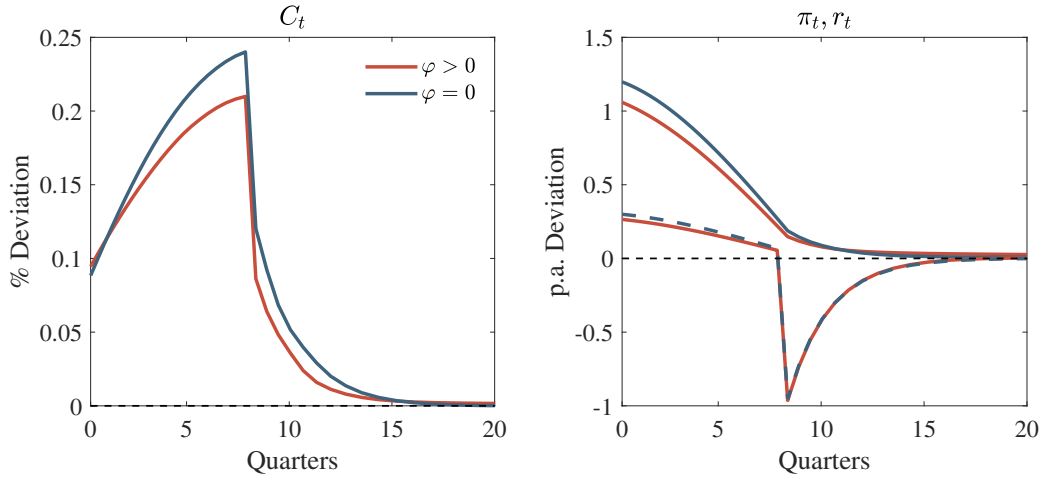 C_t
% Deviation
0.25
0.2
0.15
0.1
0.05
0
φ > 0
φ = 0
0
5
10
15
20
Quarters
π_t, r_t
p.a. Deviation
1.5
1
0.5
0
-0.5
-1
0
5
10
15
20
Quarters